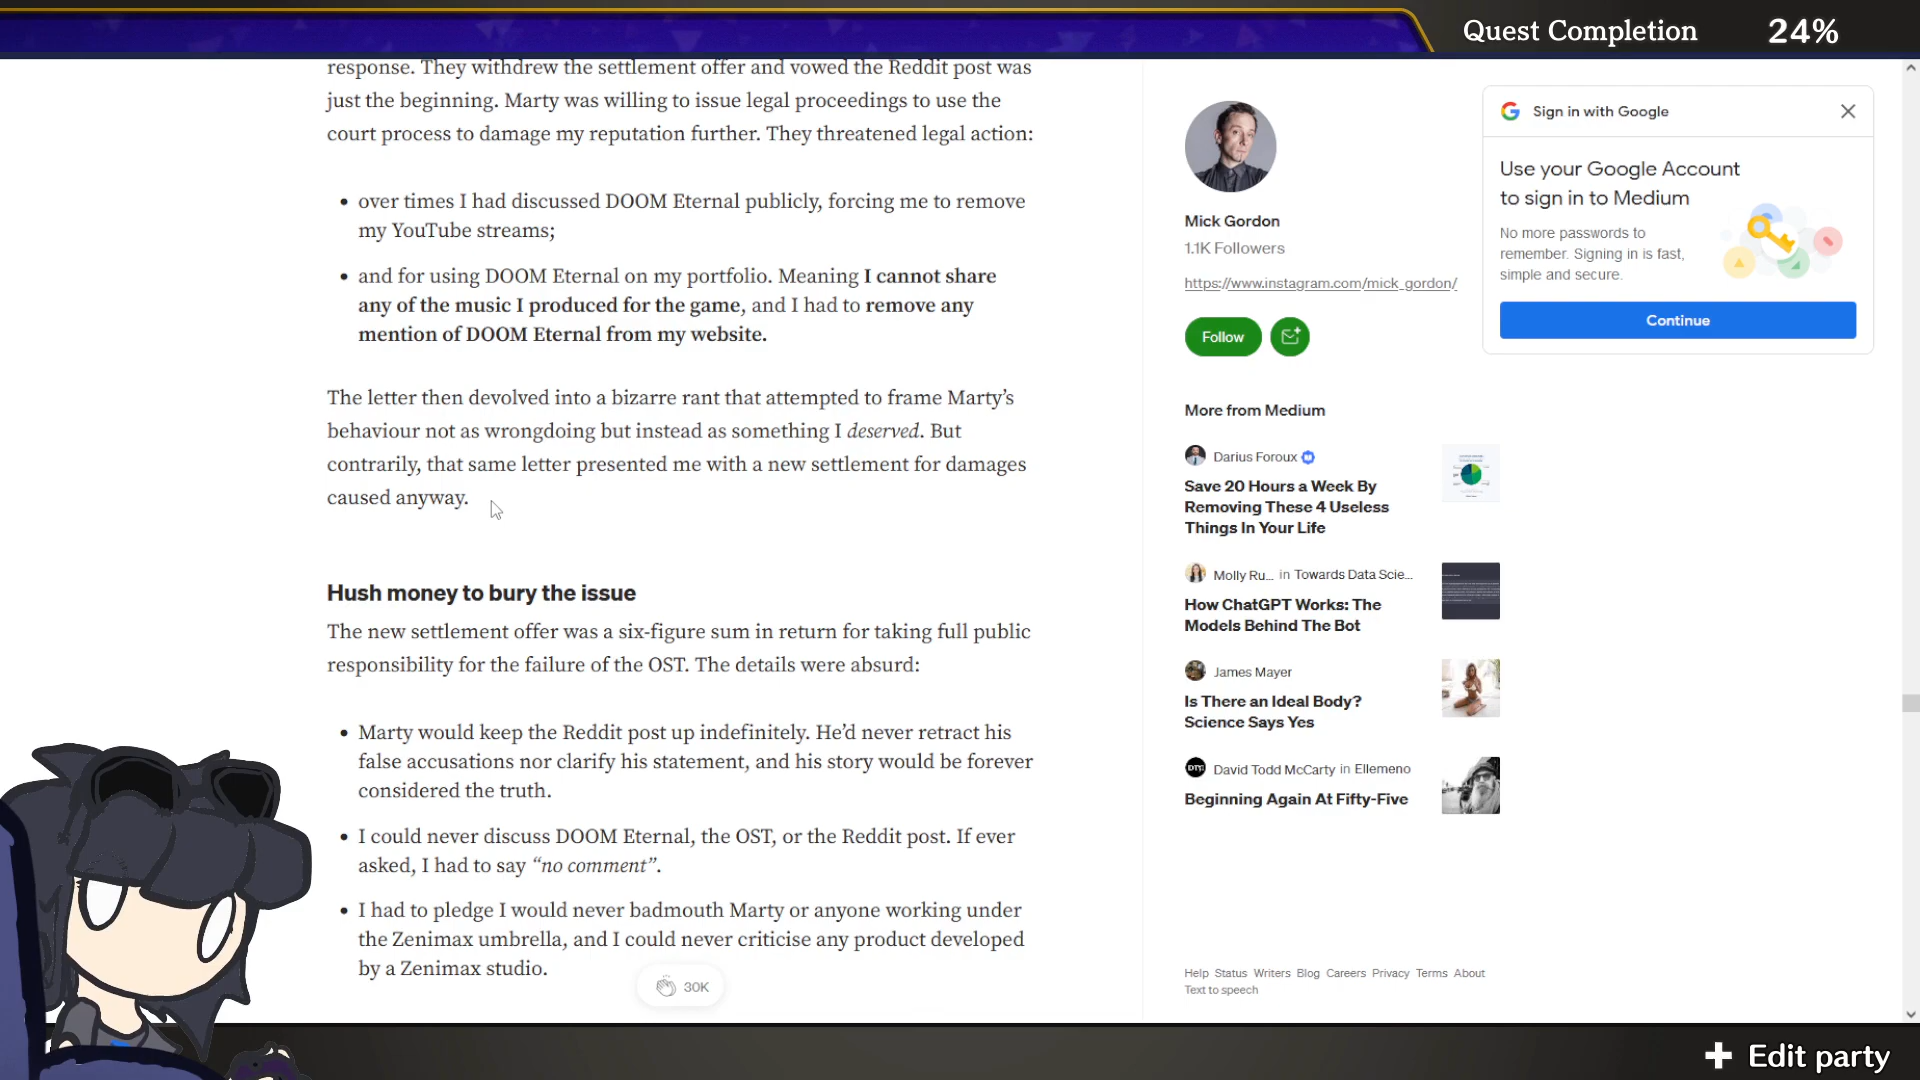 Quest Completion 24%
response. They withdrew the settlement offer and vowed the Reddit post was
just the beginning. Marty was willing to issue legal proceedings to use the
court process to damage my reputation further. They threatened legal action:
• over times I had discussed DOOM Eternal publicly, forcing me to remove
my YouTube streams;
• and for using DOOM Eternal on my portfolio. Meaning I cannot share
any of the music I produced for the game, and I had to remove any
mention of DOOM Eternal from my website.
The letter then devolved into a bizarre rant that attempted to frame Marty’s
behaviour not as wrongdoing but instead as something I deserved. But
contrarily, that same letter presented me with a new settlement for damages
caused anyway.
Hush money to bury the issue
The new settlement offer was a six-figure sum in return for taking full public
responsibility for the failure of the OST. The details were absurd:
• Marty would keep the Reddit post up indefinitely. He’d never retract his
false accusations nor clarify his statement, and his story would be forever
considered the truth.
• I could never discuss DOOM Eternal, the OST, or the Reddit post. If ever
asked, I had to say “no comment”.
• I had to pledge I would never badmouth Marty or anyone working under
the Zenimax umbrella, and I could never criticise any product developed
by a Zenimax studio.
30K
Mick Gordon
1.1K Followers
https://www.instagram.com/mick_gordon/
Follow
More from Medium
Darius Foroux
Save 20 Hours a Week By
Removing These 4 Useless
Things In Your Life
Molly Ru... in Towards Data Scie...
How ChatGPT Works: The
Models Behind The Bot
James Mayer
Is There an Ideal Body?
Science Says Yes
DTM
David Todd McCarty in Ellemeno
Beginning Again At Fifty-Five
Help Status Writers Blog Careers Privacy Terms About
Text to speech
Sign in with Google
Use your Google Account
to sign in to Medium
No more passwords to
remember. Signing in is fast,
simple and secure.
Continue
Edit party